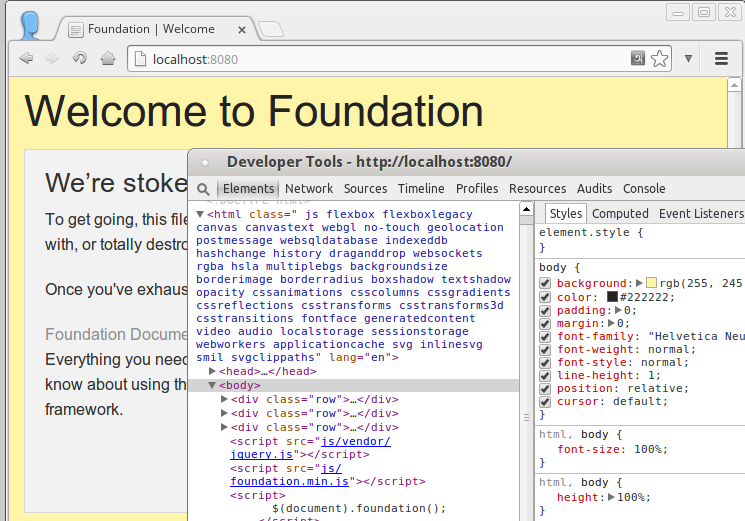 Foundation | Welcome
localhost:8080
Welcome to Foundation
We're stoke
To get going, this file
with, or totally destro
Once you've exhaus
Foundation Docume
Everything you need
know about using th
framework.
Developer Tools - http://localhost:8080/
Elements Network Sources Timeline Profiles Resources Audits Console
<!DOCTYPE html>
<html class=" js flexbox flexboxlegacy
canvas canvastext webgl no-touch geolocation
postmessage websqldatabase indexeddb
hashchange history draganddrop websockets
rgba hsla multiplebgs backgroundsize
borderimage borderradius boxshadow textshadow
opacity cssanimations csscolumns cssgradients
cssreflections csstransforms csstransforms3d
csstransitions fontface generatedcontent
video audio localstorage sessionstorage
webworkers applicationcache svg inlinesvg
smil svgclippaths" lang="en">
<head>…</head>
<body>
<div class="row">…</div>
<div class="row">…</div>
<div class="row">…</div>
<script src="js/vendor/
jquery.js"></script>
<script src="js/
foundation.min.js"></script>
<script>
$(document).foundation();
</script>
Styles Computed Event Listeners
element.style {
}
body {
background: rgb(255, 245
color: #222222;
padding: 0;
margin: 0;
font-family: "Helvetica Neu
font-weight: normal;
font-style: normal;
line-height: 1;
position: relative;
cursor: default;
}
html, body {
font-size: 100%;
}
html, body {
height: 100%;
}